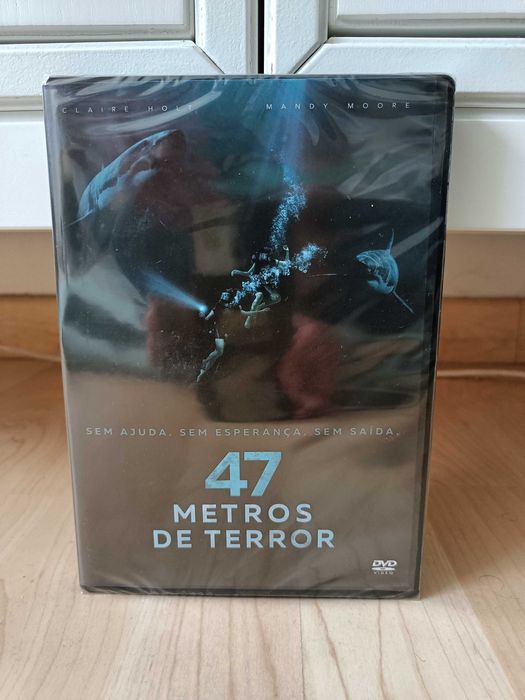 CLAIRE HOLT
MANDY MOORE
SEM AJUDA. SEM ESPERANÇA. SEM SAÍDA.
47
METROS
DE TERROR
DVD
VIDEO